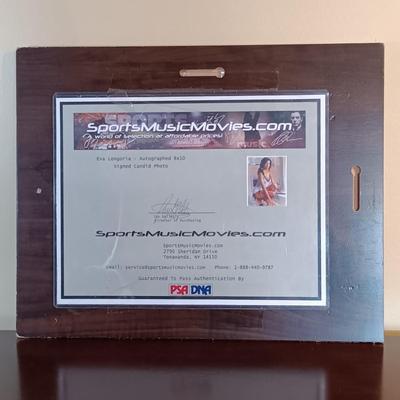 SportsMusicMovies.com
A world of selection at affordable prices!
MUSIC
Eva Longoria - Autographed 8x10
Signed Candid Photo
Director of Purchasing
SportsMusicMovies.com
SportsMusicMovies.com
2790 Sheridan Drive
Tonawanda, NY 14150
Email: service@sportsmusicmovies.com Phone: 1-888-440-9787
Guaranteed To Pass Authentication By
PSA DNA